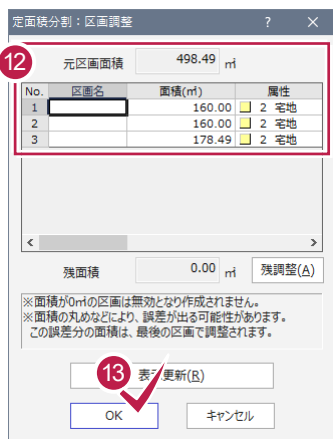 定面積分割：区画調整 ? ×
12
元区画面積 498.49 ㎡
No. 区画名 面積(㎡) 属性
1 160.00 2 宅地
2 160.00 2 宅地
3 178.49 2 宅地
< >
残面積 0.00 ㎡ 残調整(A)
※面積が0㎡の区画は無効となり作成されません。
※面積の丸めなどにより、誤差が出る可能性があります。
この誤差分の面積は、最後の区画で調整されます。
13 表示更新(R)
OK キャンセル